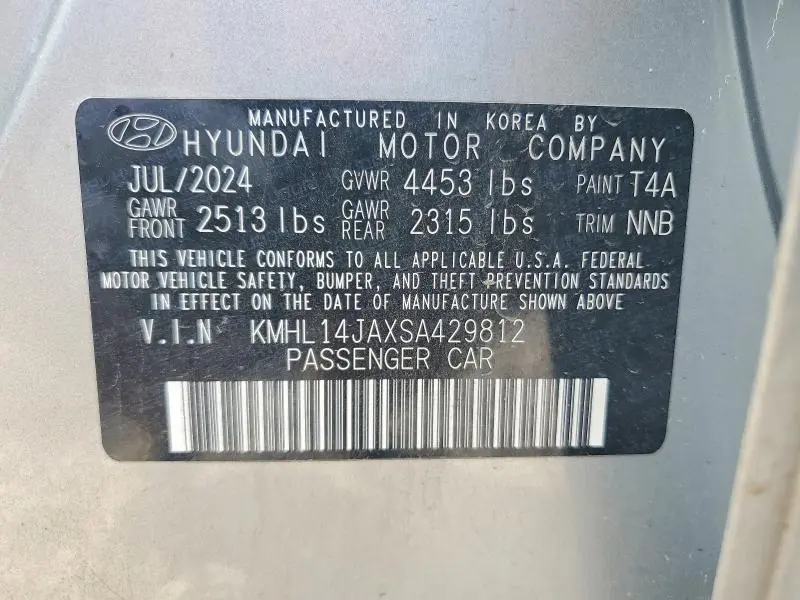 MANUFACTURED IN KOREA BY
HYUNDAI MOTOR COMPANY
JUL/2024 GVWR 4453 lbs PAINT T4A
GAWR FRONT 2513 lbs GAWR REAR 2315 lbs TRIM NNB
THIS VEHICLE CONFORMS TO ALL APPLICABLE U.S.A. FEDERAL
MOTOR VEHICLE SAFETY, BUMPER, AND THEFT PREVENTION STANDARDS
IN EFFECT ON THE DATE OF MANUFACTURE SHOWN ABOVE
V.I.N KMHL14JAXSA429812
PASSENGER CAR